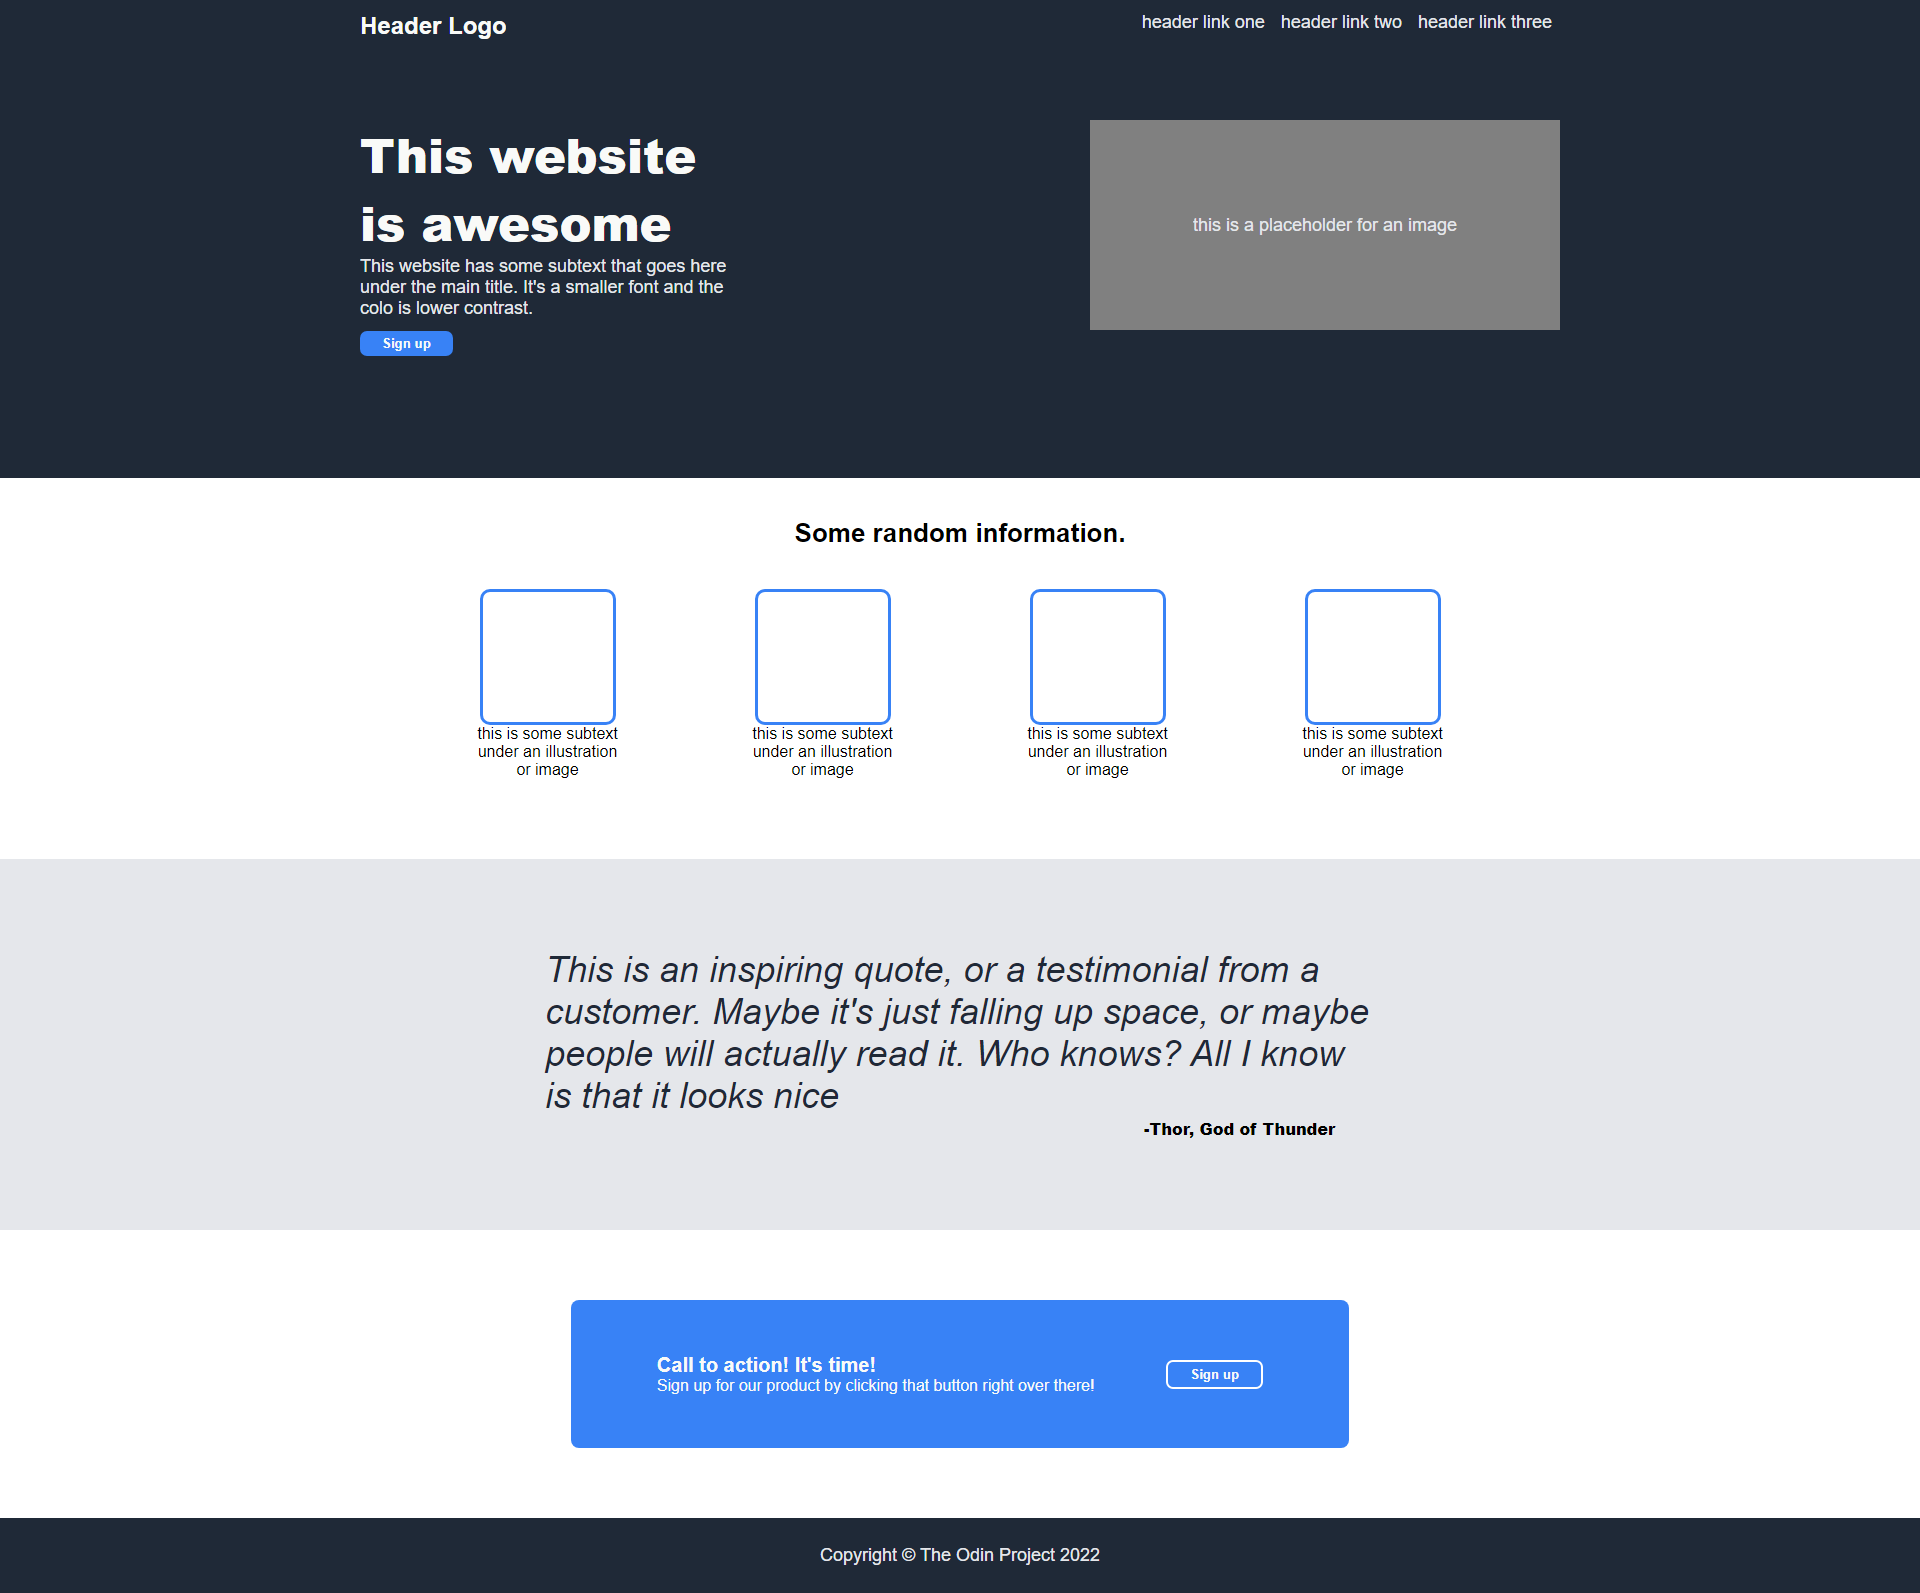 Header Logo
header link one header link two header link three
This website
is awesome
This website has some subtext that goes here
under the main title. It's a smaller font and the
colo is lower contrast.
Sign up
this is a placeholder for an image
Some random information.
this is some subtext
under an illustration
or image
this is some subtext
under an illustration
or image
this is some subtext
under an illustration
or image
this is some subtext
under an illustration
or image
This is an inspiring quote, or a testimonial from a
customer. Maybe it's just falling up space, or maybe
people will actually read it. Who knows? All I know
is that it looks nice
-Thor, God of Thunder
Call to action! It's time!
Sign up for our product by clicking that button right over there!
Sign up
Copyright © The Odin Project 2022